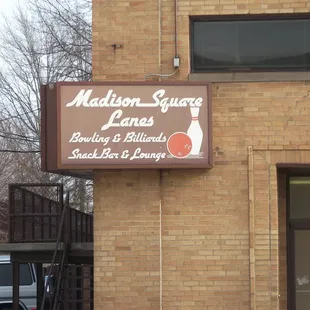 Madison Square
Lanes
Bowling & Billiards
Snack Bar & Lounge